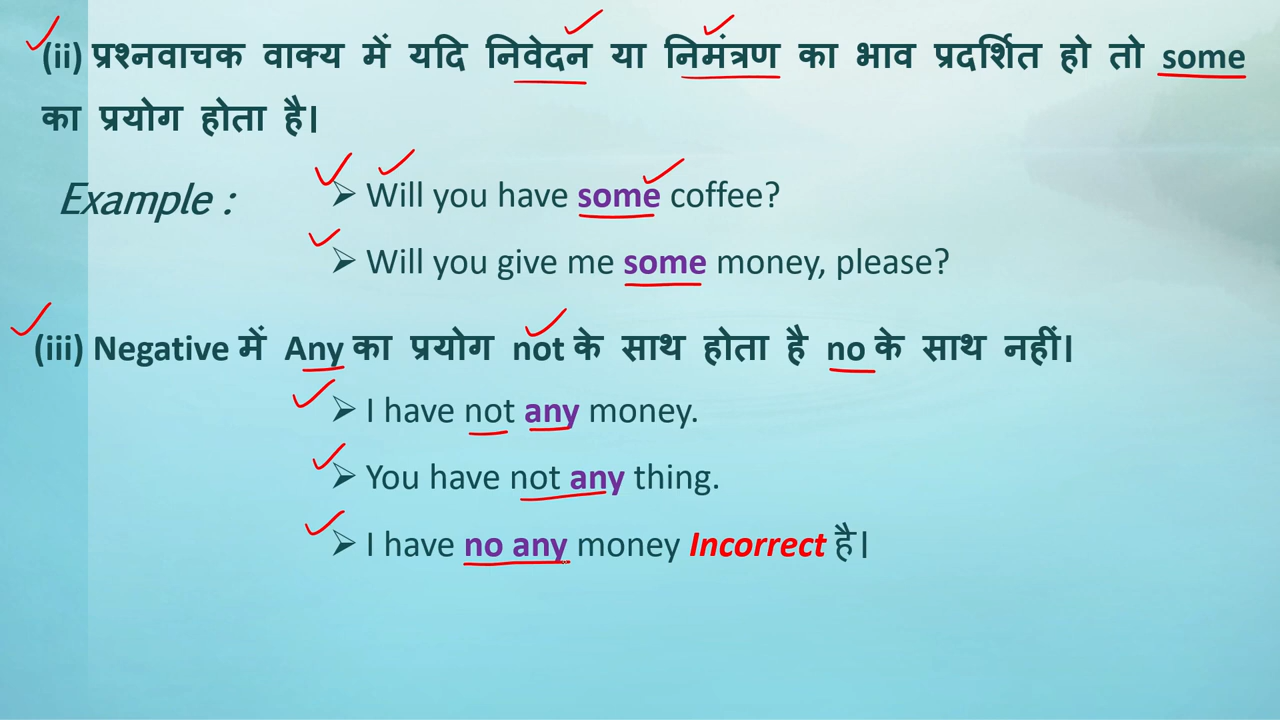 (ii) प्रश्नवाचक वाक्य में यदि निवेदन या निमंत्रण का भाव प्रदर्शित हो तो some
का प्रयोग होता है।
Example :
➢ Will you have some coffee?
➢ Will you give me some money, please?
(iii) Negative में Any का प्रयोग not के साथ होता है no के साथ नहीं।
➢ I have not any money.
➢ You have not any thing.
➢ I have no any money Incorrect है।